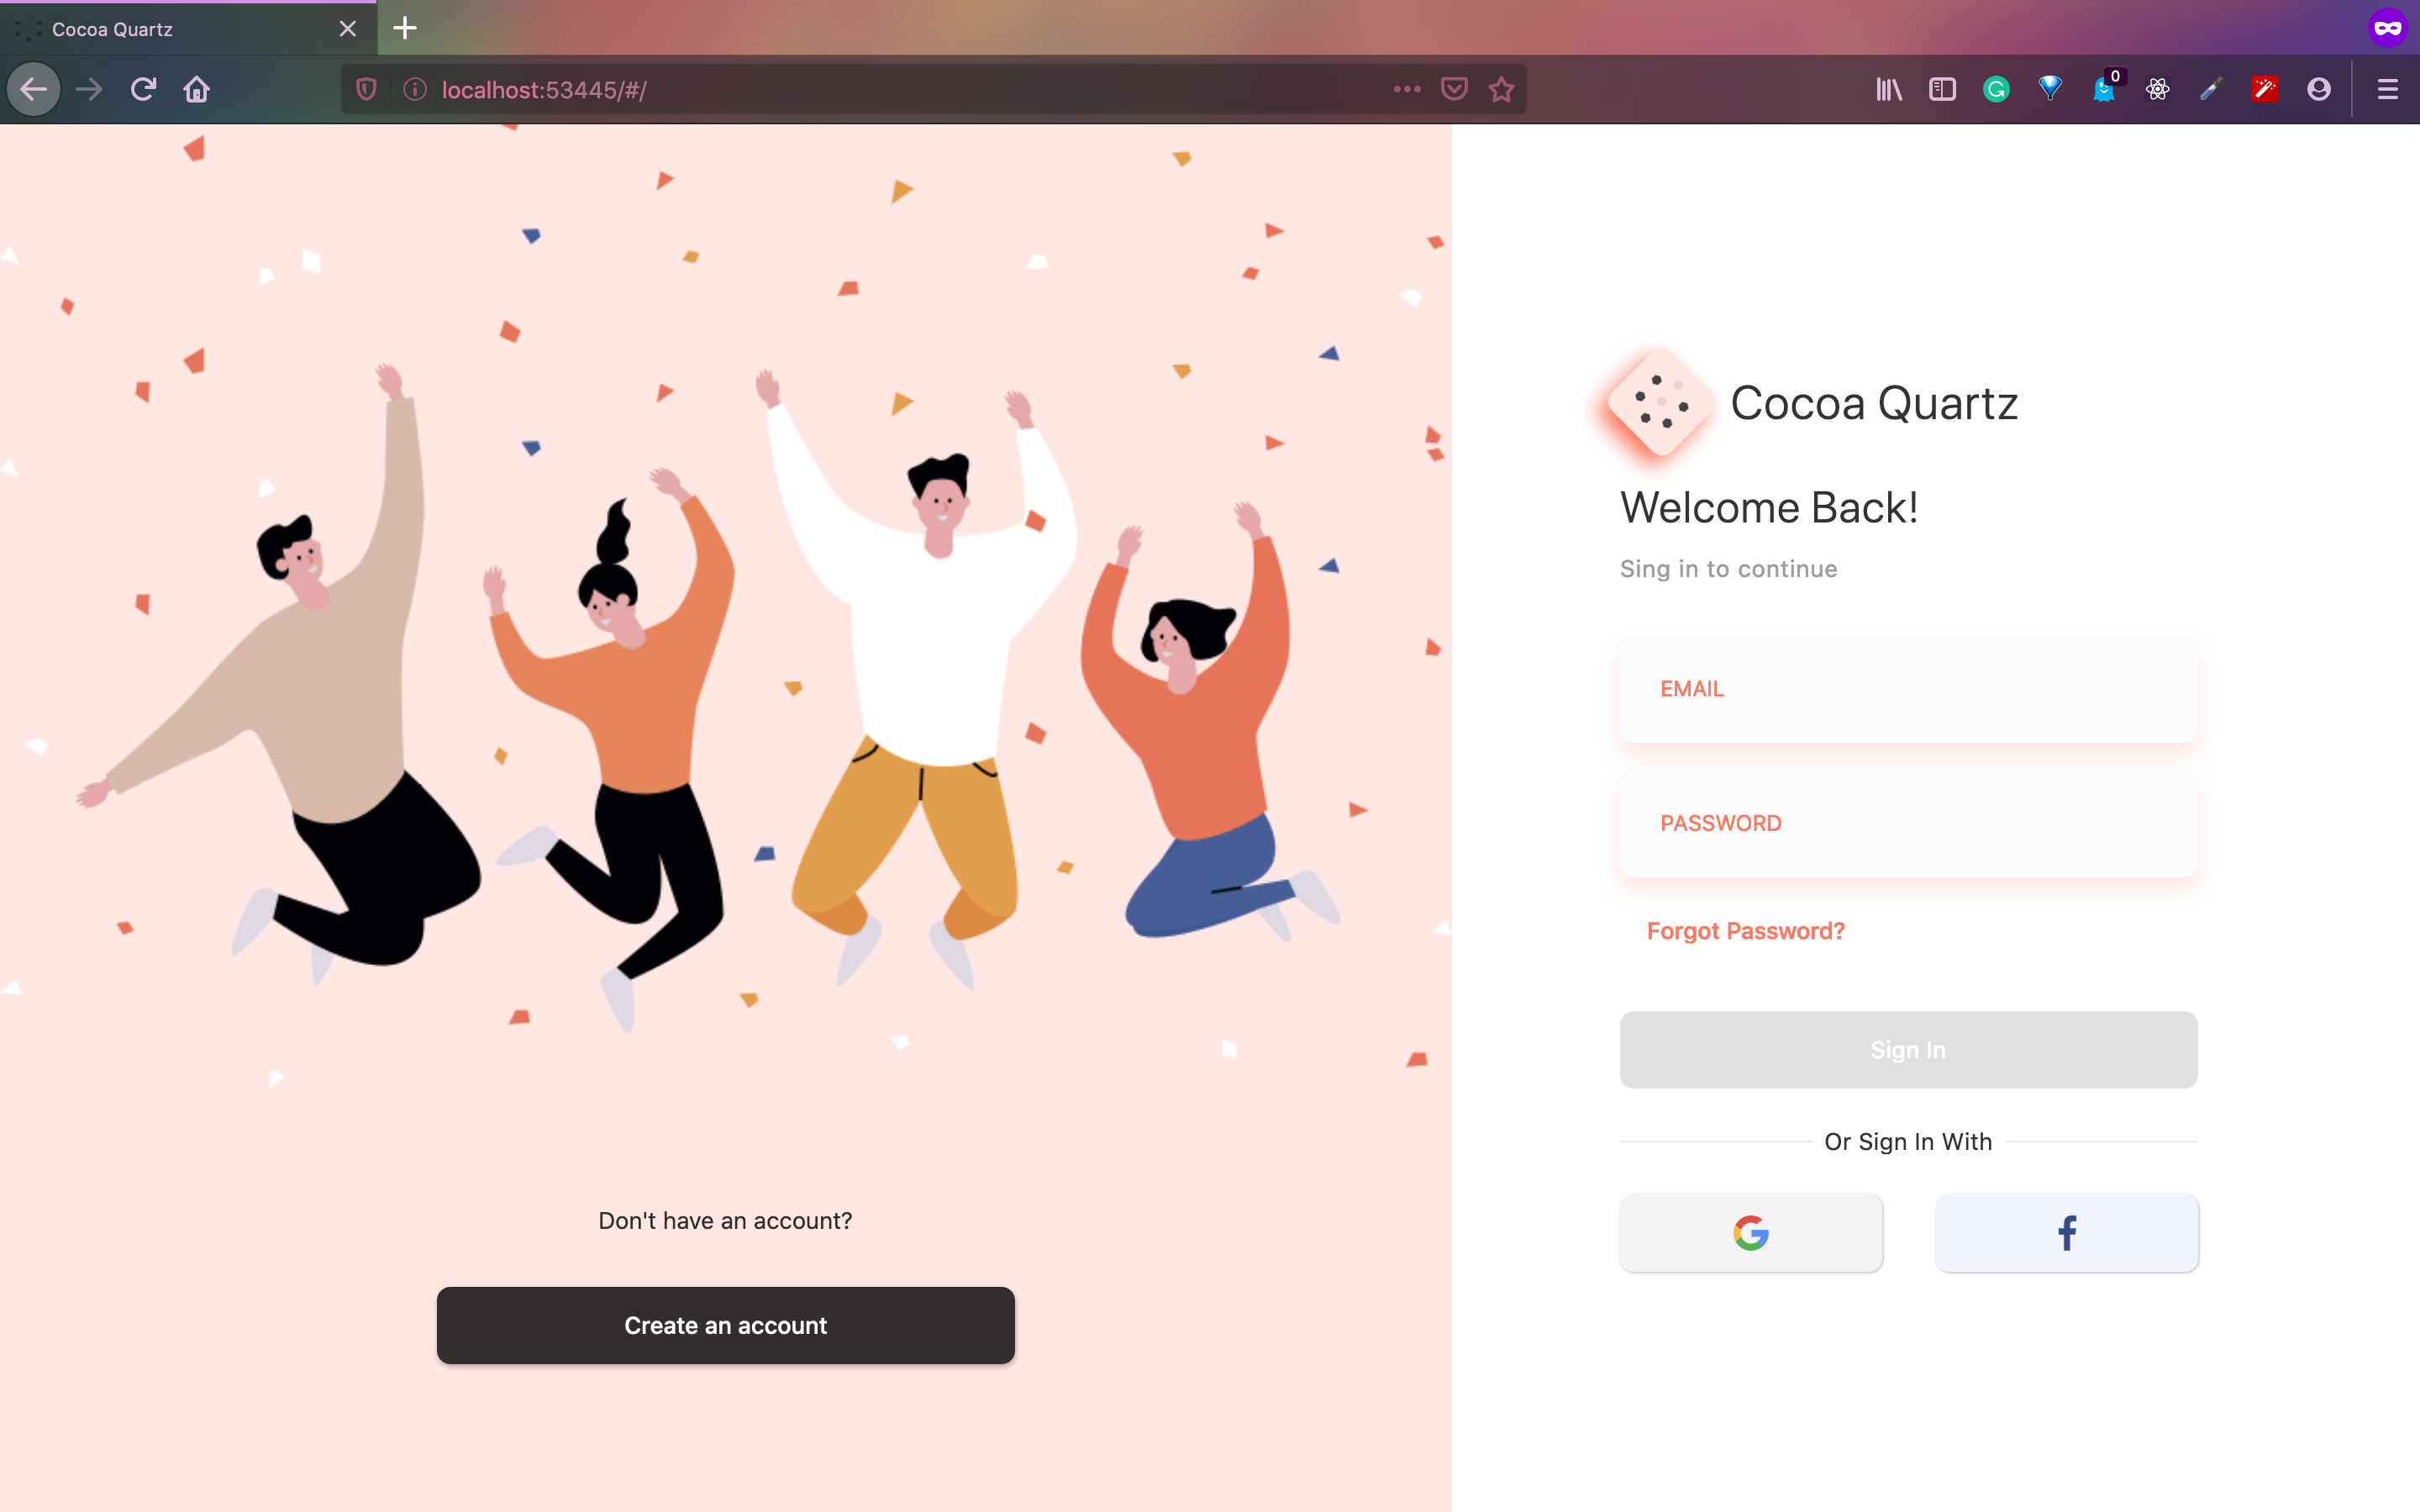 Cocoa Quartz
localhost:53445/#/
0
Cocoa Quartz
Welcome Back!
Sing in to continue
EMAIL
PASSWORD
Forgot Password?
Sign In
Or Sign In With
Don't have an account?
Create an account